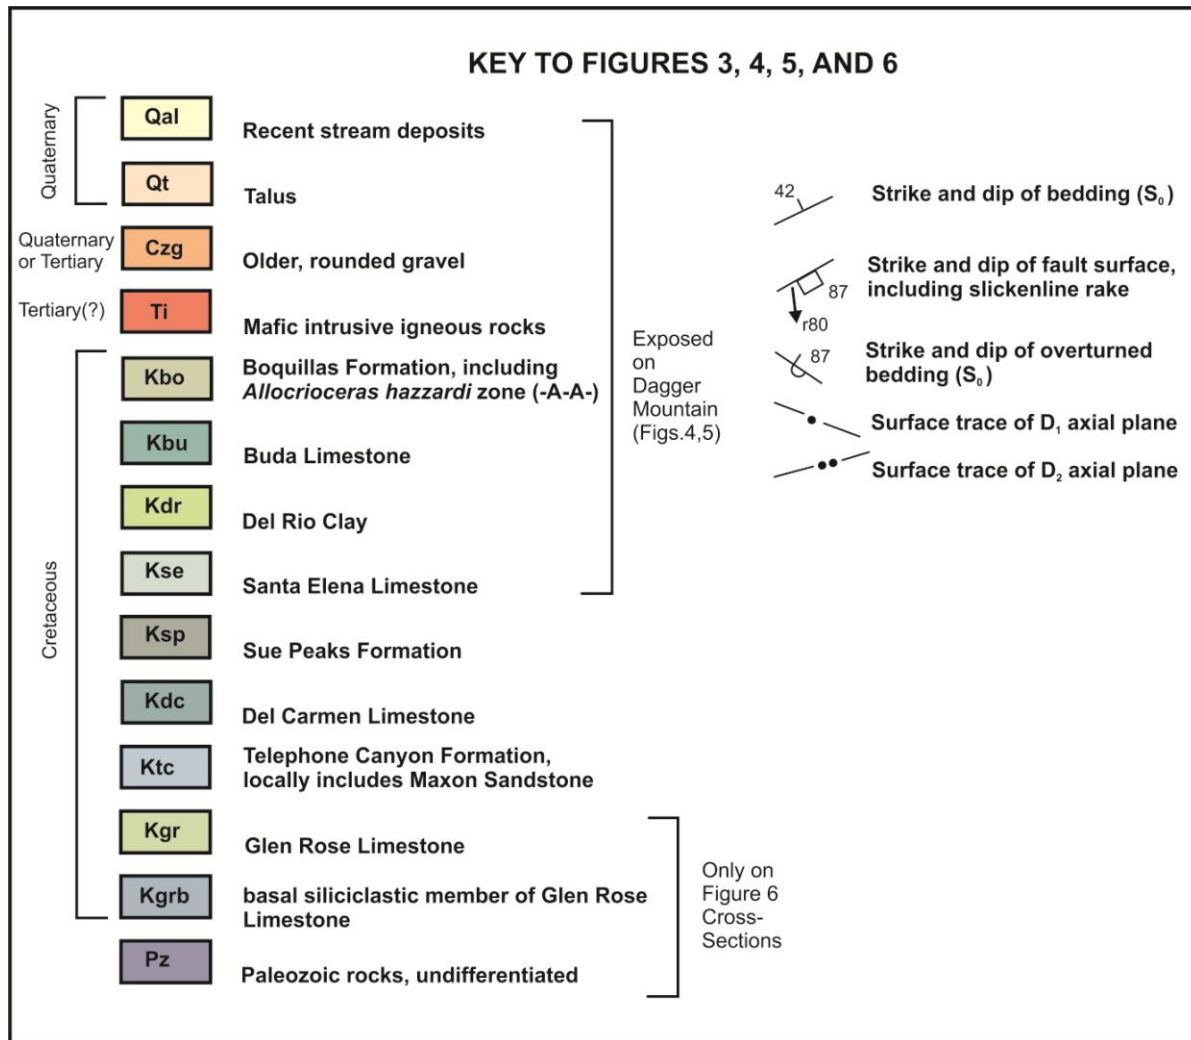 KEY TO FIGURES 3, 4, 5, AND 6
Quaternary
Qal
Recent stream deposits
Qt
Talus
Quaternary
or Tertiary
Czg
Older, rounded gravel
Tertiary(?)
Ti
Mafic intrusive igneous rocks
Cretaceous
Kbo
Boquillas Formation, including
Allocrioceras hazzardi zone (-A-A-)
Kbu
Buda Limestone
Kdr
Del Rio Clay
Kse
Santa Elena Limestone
Ksp
Sue Peaks Formation
Kdc
Del Carmen Limestone
Ktc
Telephone Canyon Formation,
locally includes Maxon Sandstone
Kgr
Glen Rose Limestone
Kgrb
basal siliciclastic member of Glen Rose
Limestone
Pz
Paleozoic rocks, undifferentiated
Exposed
on
Dagger
Mountain
(Figs.4,5)
Only on
Figure 6
Cross-
Sections
42
Strike and dip of bedding (S₀)
87
r80
Strike and dip of fault surface,
including slickenline rake
87
Strike and dip of overturned
bedding (S₀)
Surface trace of D₁ axial plane
Surface trace of D₂ axial plane